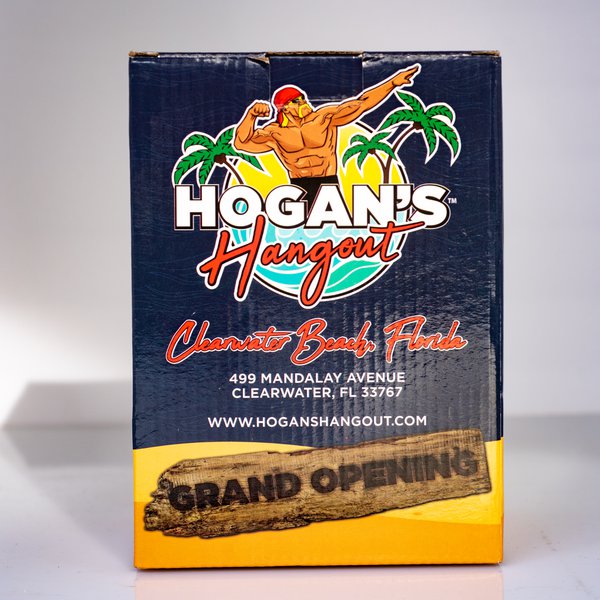 HOGAN'S™
Hangout
Clearwater Beach, Florida
499 MANDALAY AVENUE
CLEARWATER, FL 33767
WWW.HOGANSHANGOUT.COM
GRAND OPENING